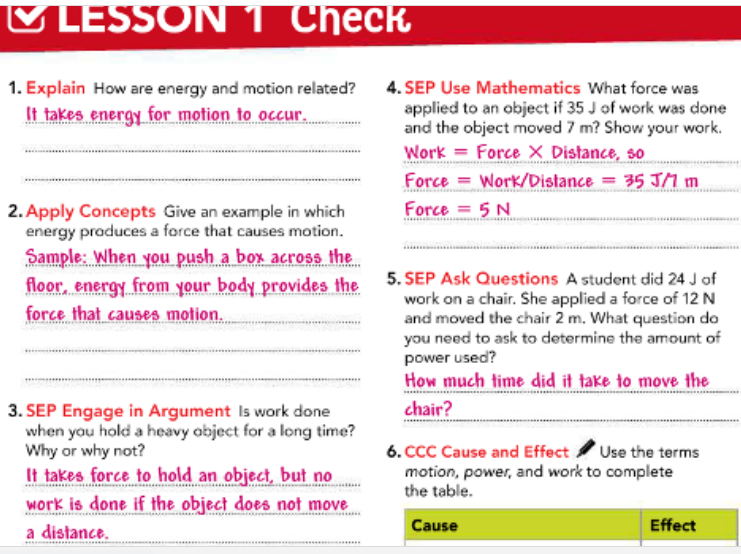 LESSON 1 Check
1. Explain How are energy and motion related?
It takes energy for motion to occur.
2. Apply Concepts Give an example in which
energy produces a force that causes motion.
Sample: When you push a box across the
floor, energy from your body provides the
force that causes motion.
3. SEP Engage in Argument Is work done
when you hold a heavy object for a long time?
Why or why not?
It takes force to hold an object, but no
work is done if the object does not move
a distance.
4. SEP Use Mathematics What force was
applied to an object if 35 J of work was done
and the object moved 7 m? Show your work.
Work = Force × Distance, so
Force = Work/Distance = 35 J/7 m
Force = 5 N
5. SEP Ask Questions A student did 24 J of
work on a chair. She applied a force of 12 N
and moved the chair 2 m. What question do
you need to ask to determine the amount of
power used?
How much time did it take to move the
chair?
6. CCC Cause and Effect Use the terms
motion, power, and work to complete
the table.
Cause Effect